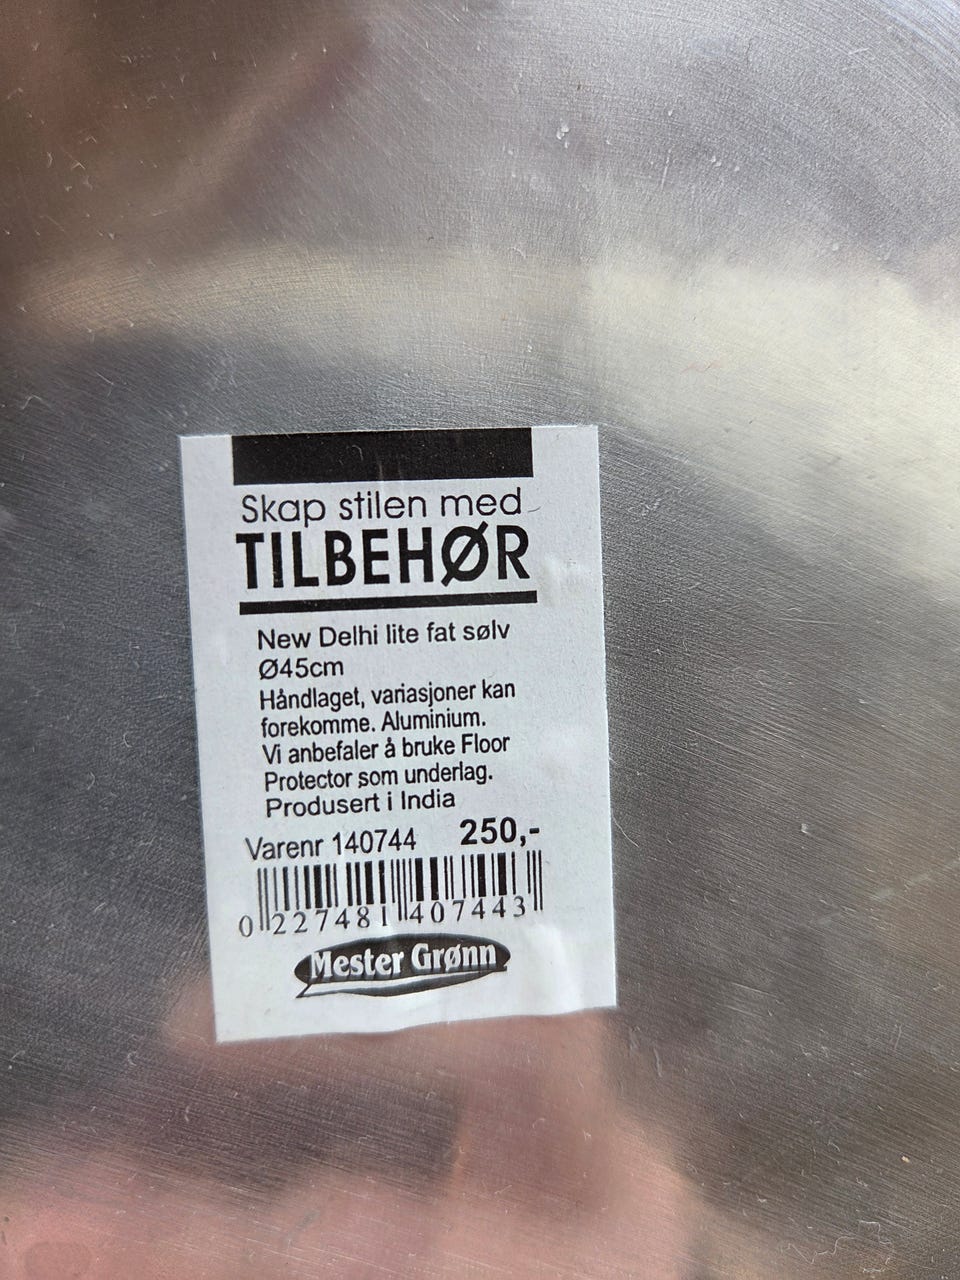 Skap stilen med
TILBEHØR
New Delhi lite fat sølv
Ø45cm
Håndlaget, variasjoner kan
forekomme. Aluminium.
Vi anbefaler å bruke Floor
Protector som underlag.
Produsert i India
Varenr 140744 250,-
0 227481 407443
Mester Grønn